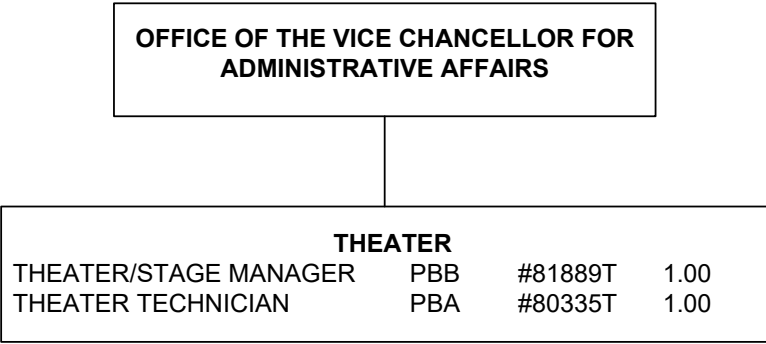 OFFICE OF THE VICE CHANCELLOR FOR
ADMINISTRATIVE AFFAIRS
THEATER
THEATER/STAGE MANAGER PBB #81889T 1.00
THEATER TECHNICIAN PBA #80335T 1.00